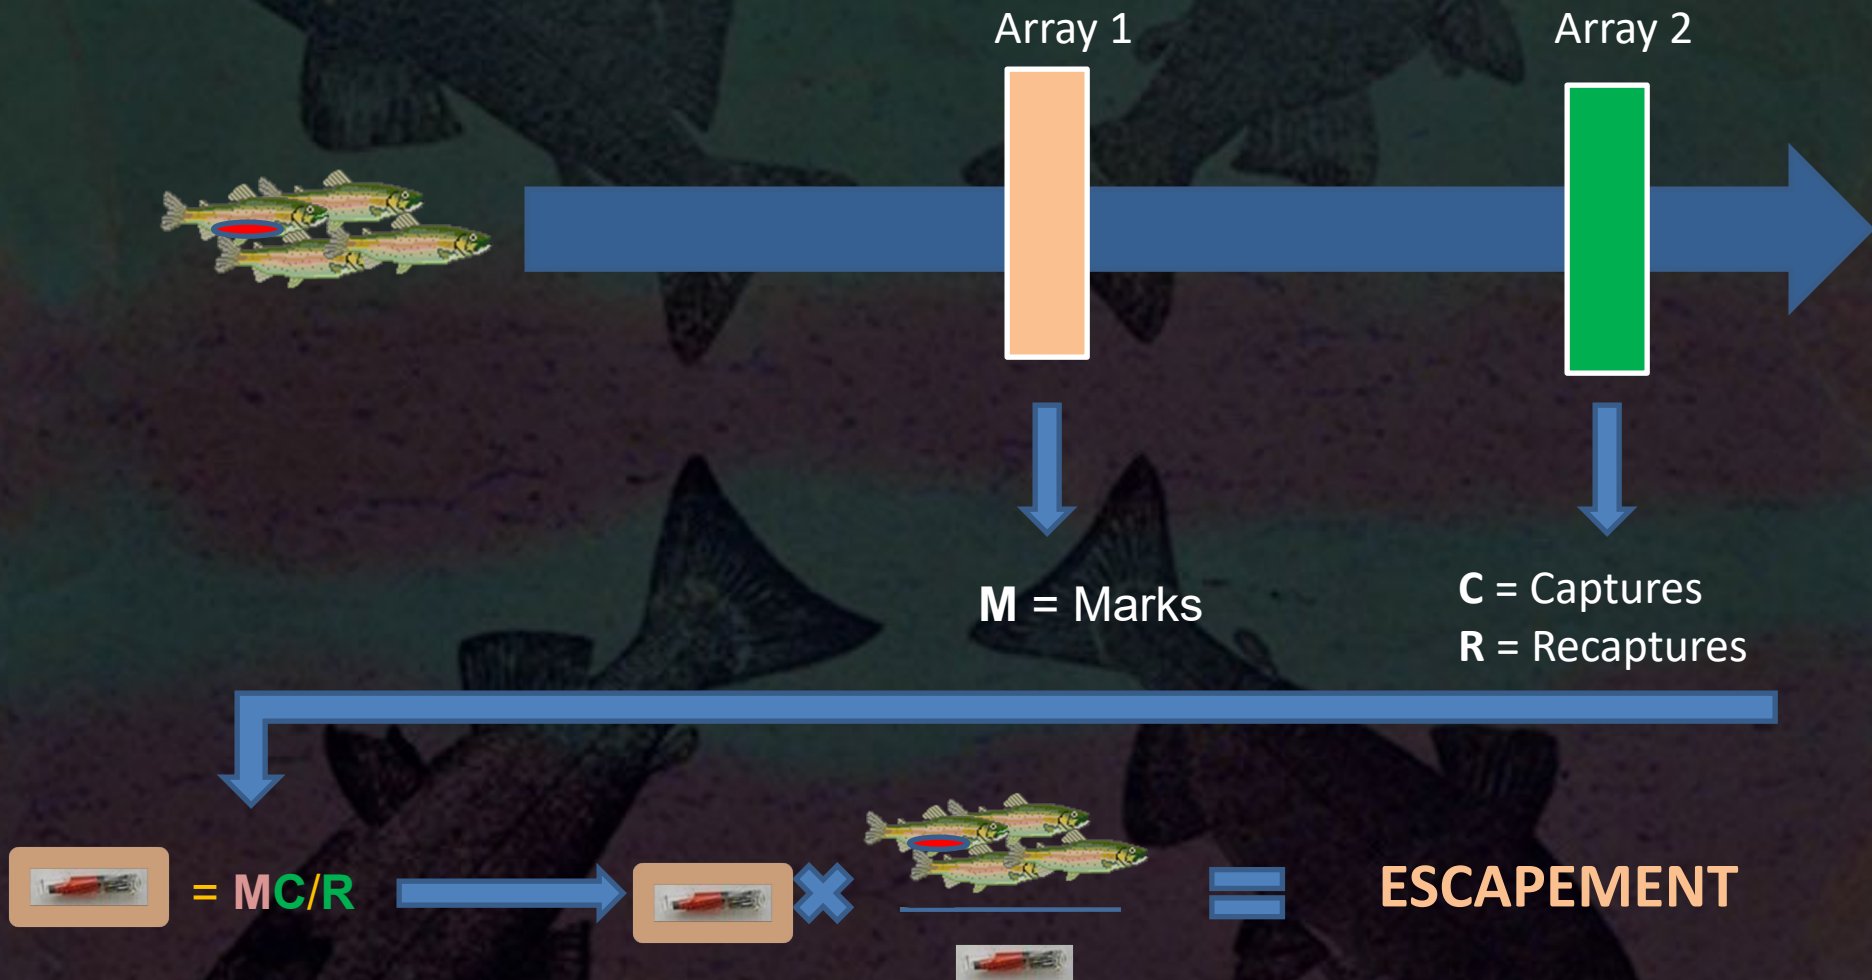 Array 1
Array 2
M = Marks
C = Captures
R = Recaptures
= MC/R
ESCAPEMENT